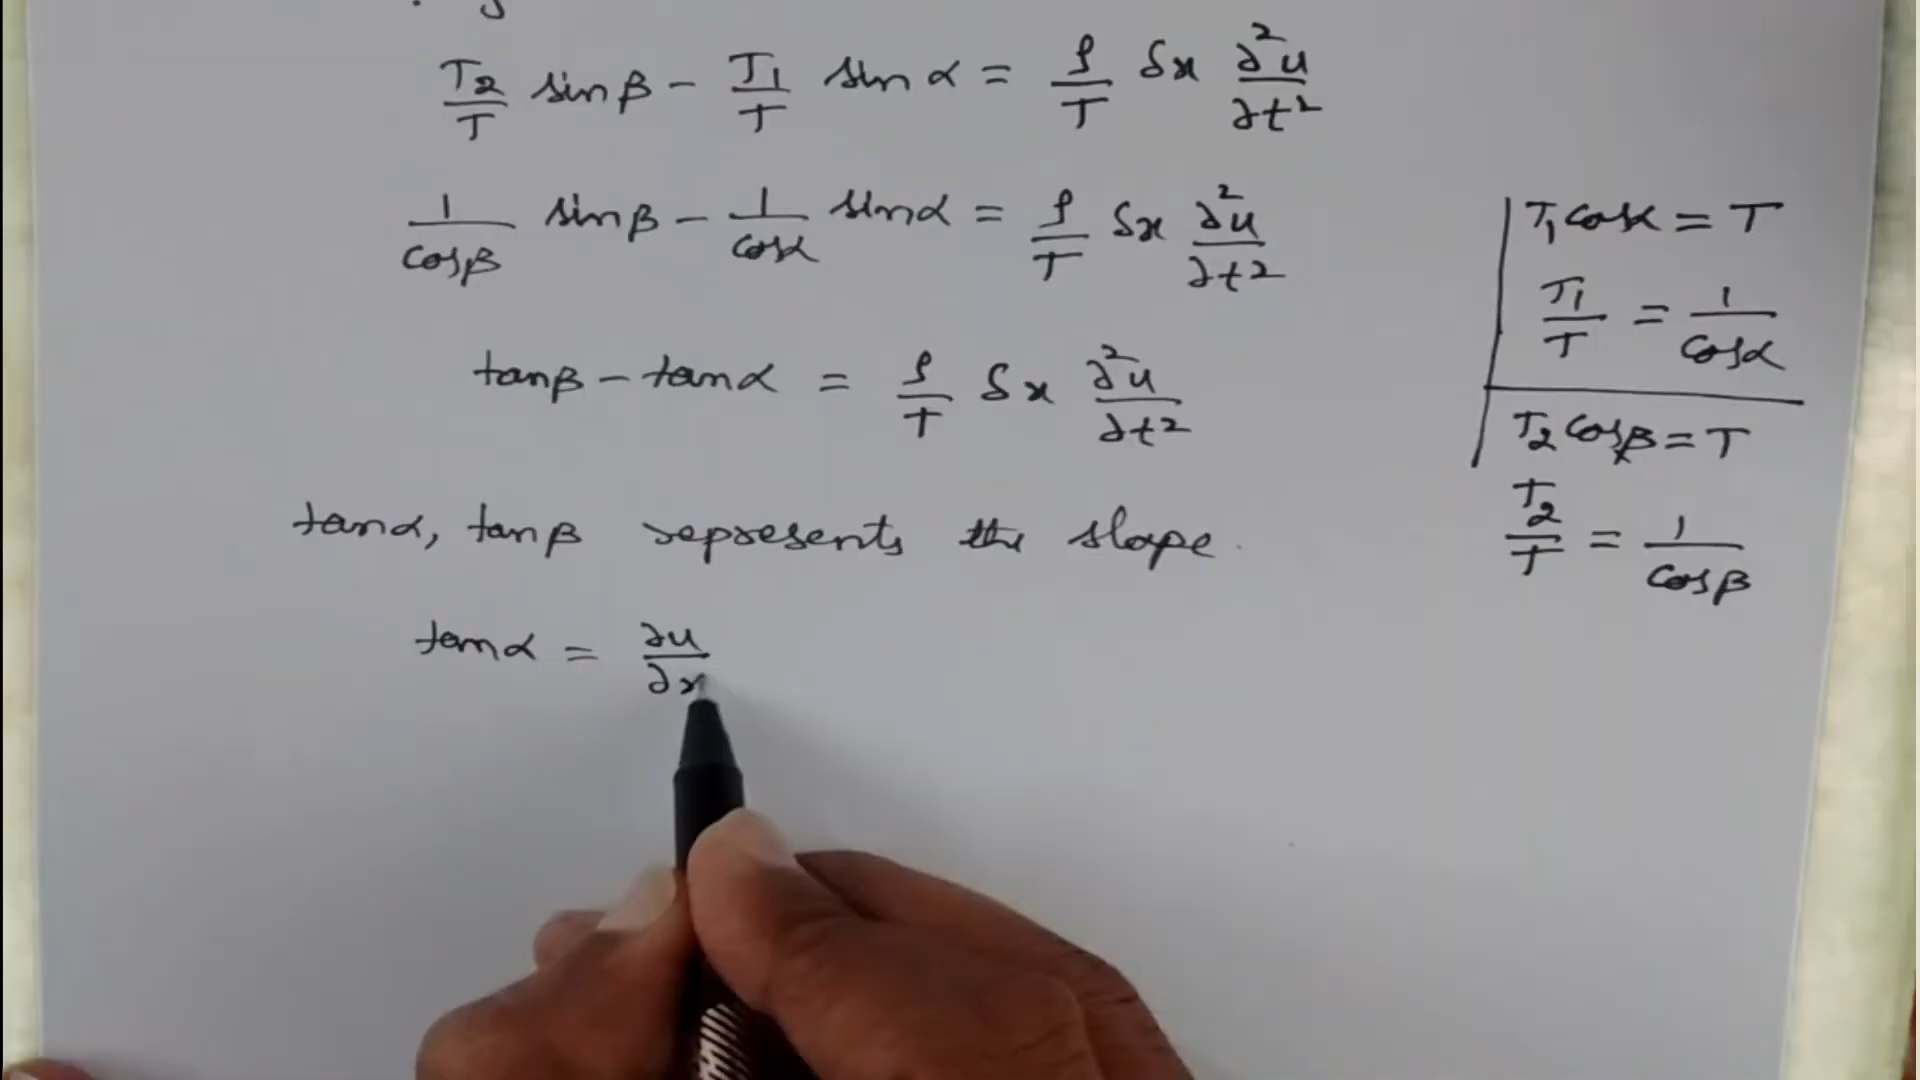 T₂/T sinβ - T₁/T sinα = ρ/T δx ∂²u/∂t²
1/cosβ sinβ - 1/cosα sinα = ρ/T δx ∂²u/∂t²
tanβ - tanα = ρ/T δx ∂²u/∂t²
tanα, tanβ represents the slope.
tanα = ∂u/∂x
T₁cosα = T
T₁/T = 1/cosα
T₂cosβ = T
T₂/T = 1/cosβ